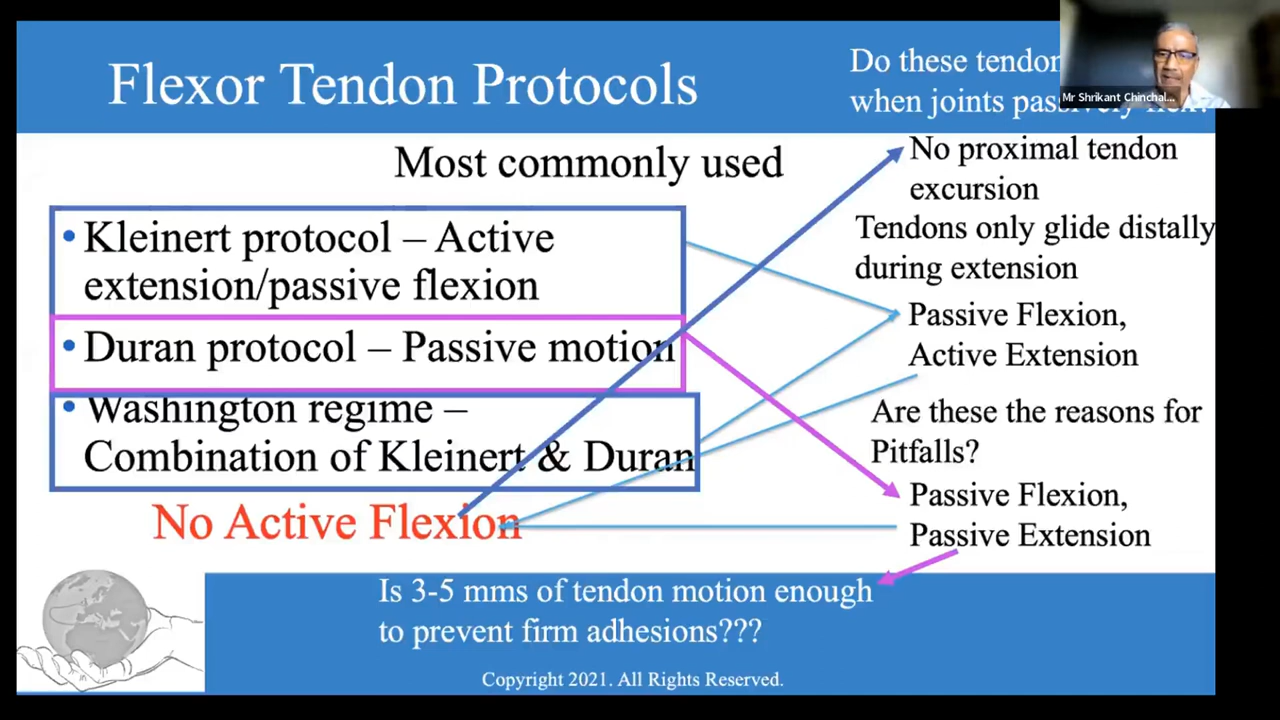 Flexor Tendon Protocols
Do these tendon
when joints passively
Mr Shrikant Chinchal...
Most commonly used
• Kleinert protocol – Active
extension/passive flexion
• Duran protocol – Passive motion
• Washington regime –
Combination of Kleinert & Duran
No Active Flexion
No proximal tendon
excursion
Tendons only glide distally
during extension
Passive Flexion,
Active Extension
Are these the reasons for
Pitfalls?
Passive Flexion,
Passive Extension
Is 3-5 mms of tendon motion enough
to prevent firm adhesions???
Copyright 2021. All Rights Reserved.